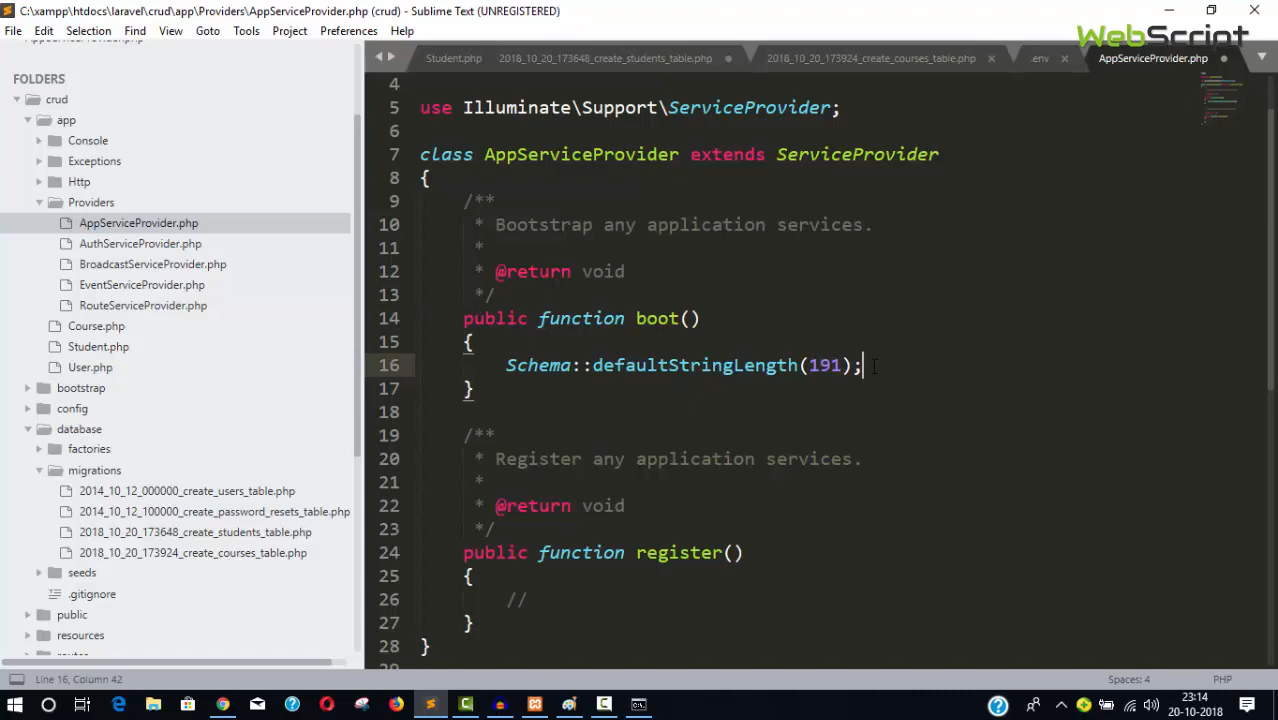 C:\xampp\htdocs\laravel\crud\app\Providers\AppServiceProvider.php (crud) - Sublime Text (UNREGISTERED)
WebScript
File Edit Selection Find View Goto Tools Project Preferences Help
Student.php 2018_10_20_173648_create_students_table.php 2018_10_20_173924_create_courses_table.php .env AppServiceProvider.php
AppServiceProvider.php
FOLDERS
crud
app
Console
Exceptions
Http
Providers
AppServiceProvider.php
AuthServiceProvider.php
BroadcastServiceProvider.php
EventServiceProvider.php
RouteServiceProvider.php
Course.php
Student.php
User.php
bootstrap
config
database
factories
migrations
2014_10_12_000000_create_users_table.php
2014_10_12_100000_create_password_resets_table.php
2018_10_20_173648_create_students_table.php
2018_10_20_173924_create_courses_table.php
seeds
.gitignore
public
resources
4
5 use Illuminate\Support\ServiceProvider;
6
7 class AppServiceProvider extends ServiceProvider
8 {
9 /**
10 * Bootstrap any application services.
11 *
12 * @return void
13 */
14 public function boot()
15 {
16 Schema::defaultStringLength(191);
17 }
18
19 /**
20 * Register any application services.
21 *
22 * @return void
23 */
24 public function register()
25 {
26 //
27 }
28 }
Line 16, Column 42 Spaces: 4 PHP
23:14
20-10-2018